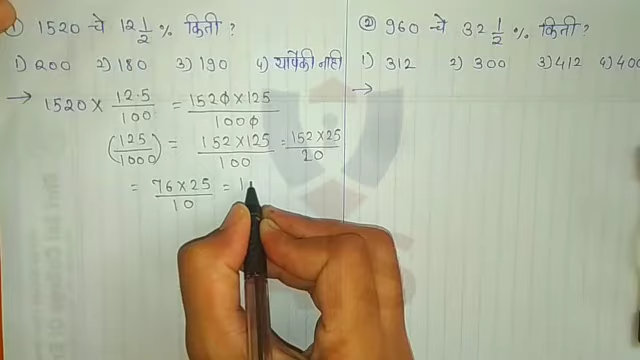 ① 1520 चे 12 1/2 % किती ?
1) 200 2) 180 3) 190 4) यापैकी नाही
→ 1520 × 12.5/100 = 1520 × 125/1000
(125/1000) = 152 × 125/100 = 152 × 25/20
= 76 × 25/10 = 1
② 960 चे 32 1/2 % किती ?
1) 312 2) 300 3) 412 4) 400
→